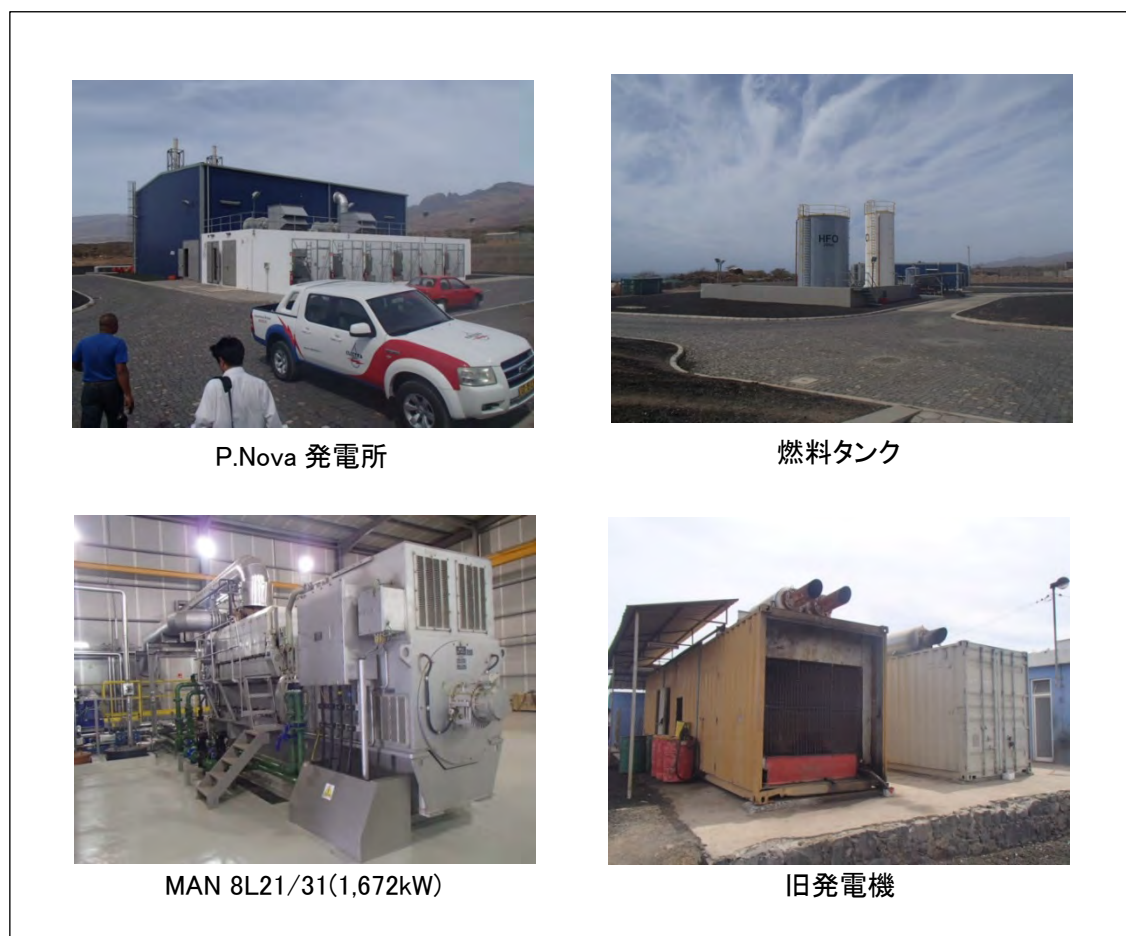 P.Nova 発電所
燃料タンク
HFO
MAN 8L21/31(1,672kW)
旧発電機